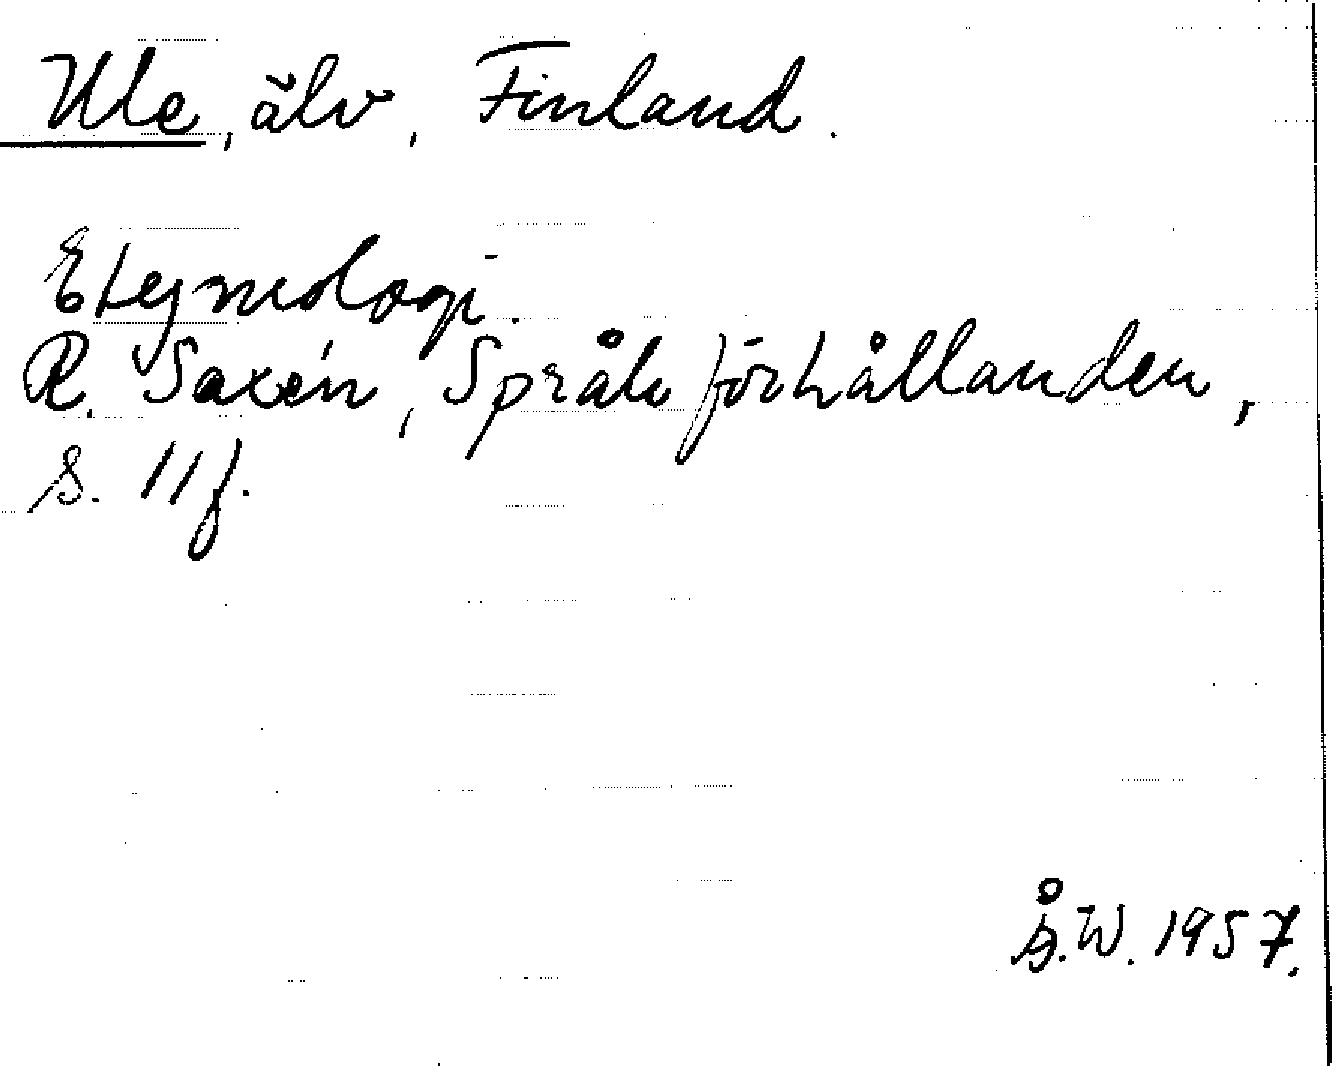 Ule, älv, Finland.
Etymologi.
R. Saxén, Språkförhållanden,
s. 11 f.
Å.W. 1957.